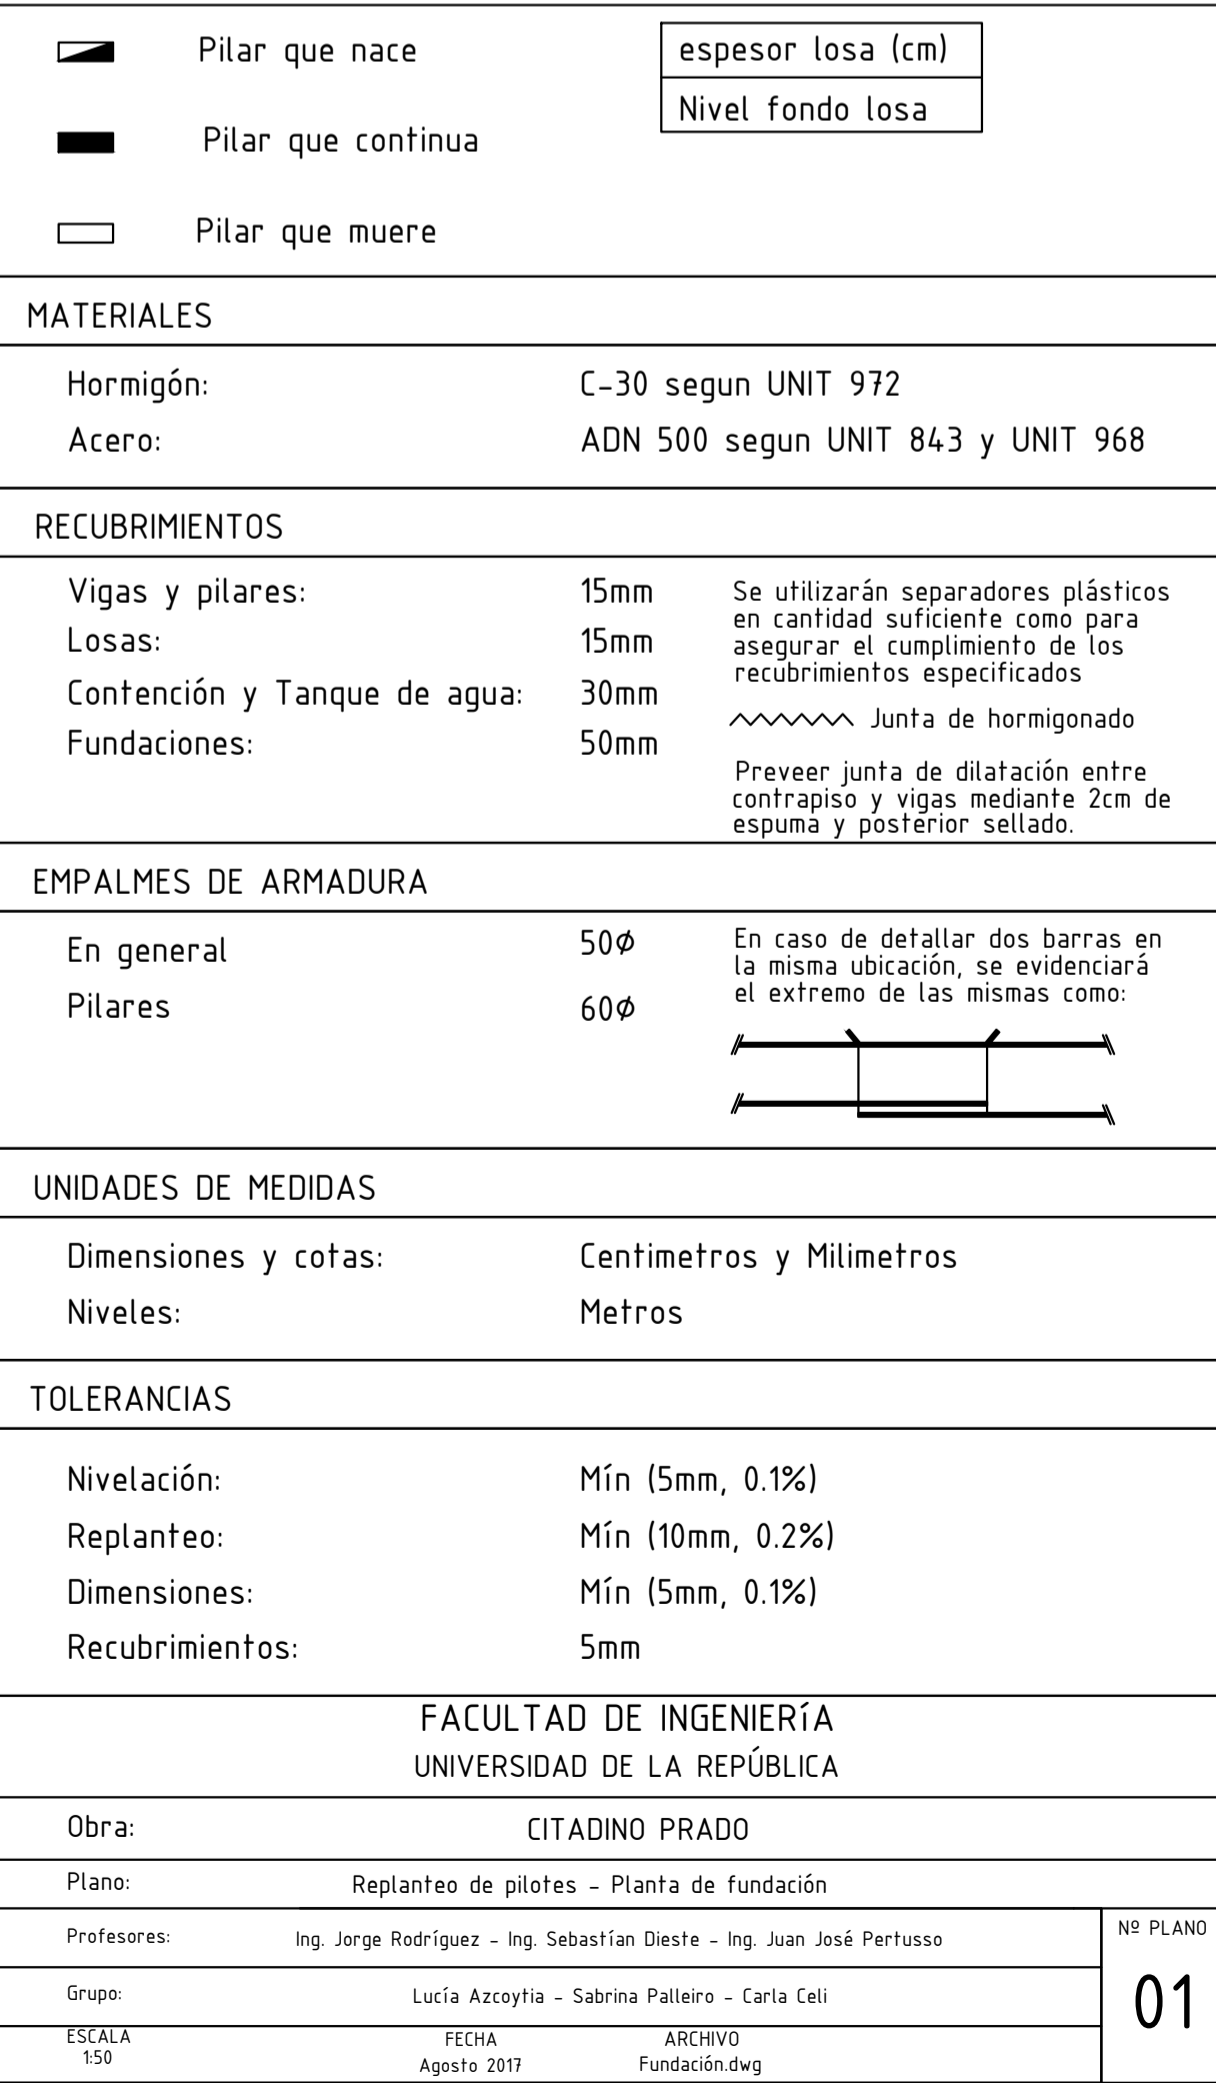 Pilar que nace
espesor losa (cm)
Nivel fondo losa
Pilar que continua
Pilar que muere
MATERIALES
Hormigón: C-30 segun UNIT 972
Acero: ADN 500 segun UNIT 843 y UNIT 968
RECUBRIMIENTOS
Vigas y pilares: 15mm
Losas: 15mm
Contención y Tanque de agua: 30mm
Fundaciones: 50mm
Se utilizarán separadores plásticos
en cantidad suficiente como para
asegurar el cumplimiento de los
recubrimientos especificados
Junta de hormigonado
Preveer junta de dilatación entre
contrapiso y vigas mediante 2cm de
espuma y posterior sellado.
EMPALMES DE ARMADURA
En general 50Ø
Pilares 60Ø
En caso de detallar dos barras en
la misma ubicación, se evidenciará
el extremo de las mismas como:
UNIDADES DE MEDIDAS
Dimensiones y cotas: Centimetros y Milimetros
Niveles: Metros
TOLERANCIAS
Nivelación: Mín (5mm, 0.1%)
Replanteo: Mín (10mm, 0.2%)
Dimensiones: Mín (5mm, 0.1%)
Recubrimientos: 5mm
FACULTAD DE INGENIERíA
UNIVERSIDAD DE LA REPÚBLICA
Obra: CITADINO PRADO
Plano: Replanteo de pilotes - Planta de fundación
Profesores: Ing. Jorge Rodríguez - Ing. Sebastían Dieste - Ing. Juan José Pertusso
Grupo: Lucía Azcoytia - Sabrina Palleiro - Carla Celi
ESCALA
1:50
FECHA
Agosto 2017
ARCHIVO
Fundación.dwg
Nº PLANO
01